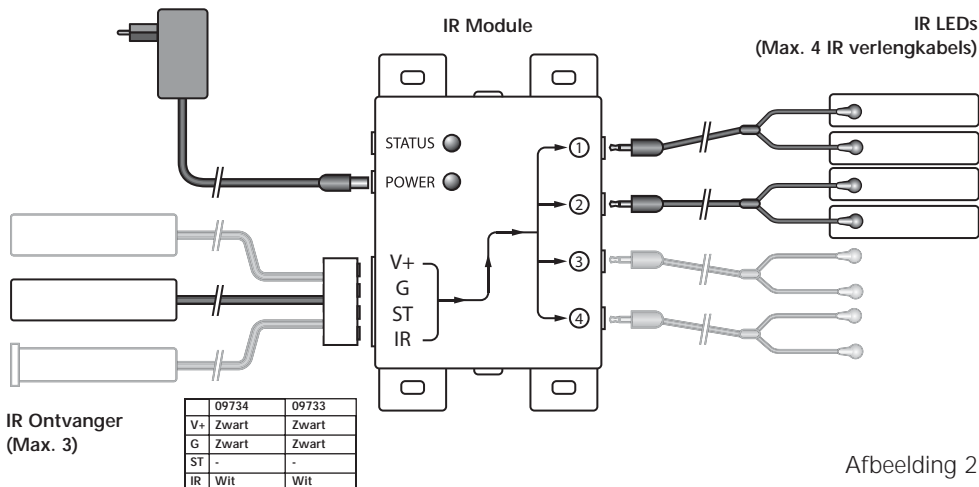 IR Module
IR LEDs
(Max. 4 IR verlengkabels)
STATUS
POWER
1
2
3
4
V+
G
ST
IR
IR Ontvanger
(Max. 3)
09734 09733
V+ Zwart Zwart
G Zwart Zwart
ST - -
IR Wit Wit
Afbeelding 2